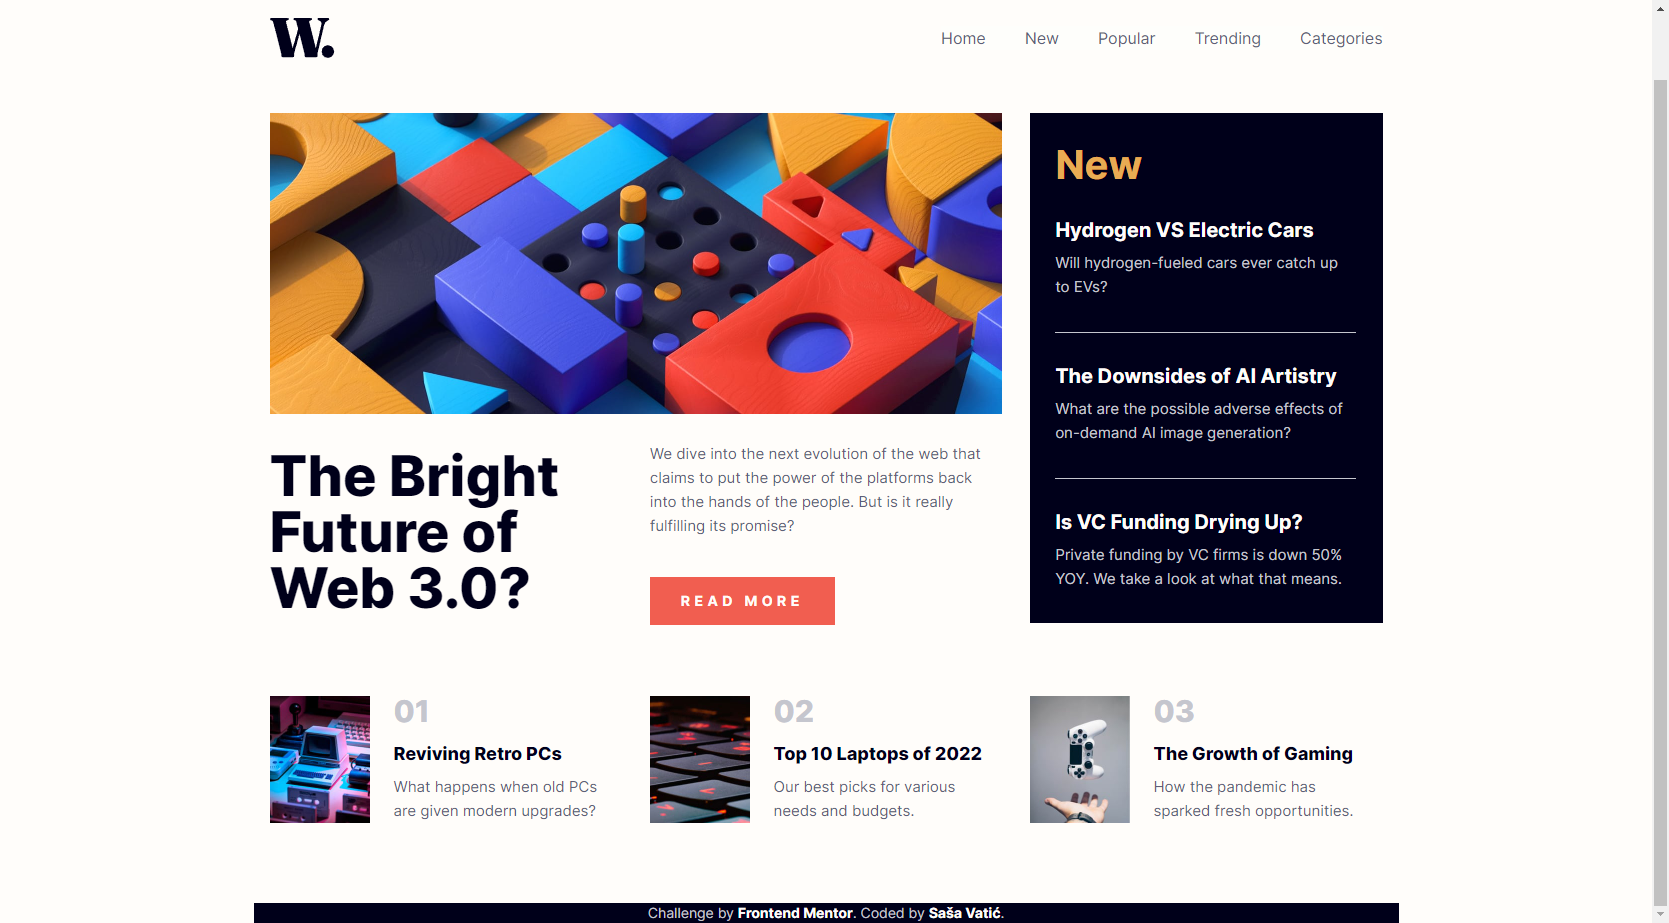 W.
Home New Popular Trending Categories
New
Hydrogen VS Electric Cars
Will hydrogen-fueled cars ever catch up
to EVs?
The Downsides of AI Artistry
What are the possible adverse effects of
on-demand AI image generation?
Is VC Funding Drying Up?
Private funding by VC firms is down 50%
YOY. We take a look at what that means.
The Bright
Future of
Web 3.0?
We dive into the next evolution of the web that
claims to put the power of the platforms back
into the hands of the people. But is it really
fulfilling its promise?
READ MORE
01
Reviving Retro PCs
What happens when old PCs
are given modern upgrades?
02
Top 10 Laptops of 2022
Our best picks for various
needs and budgets.
03
The Growth of Gaming
How the pandemic has
sparked fresh opportunities.
Challenge by Frontend Mentor. Coded by Saša Vatić.